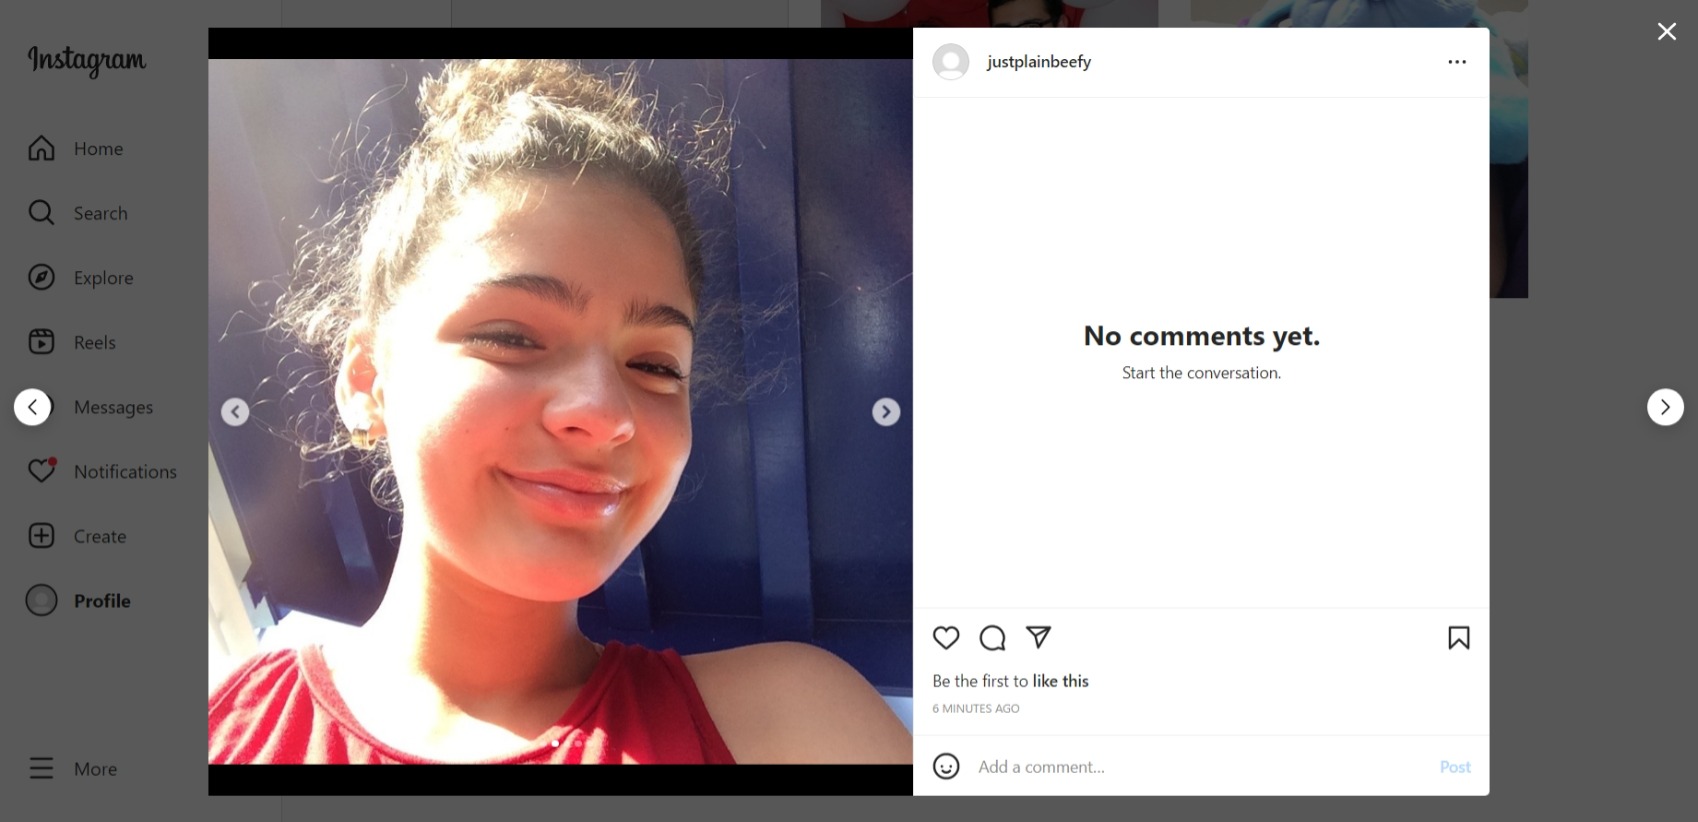 Instagram
Home
Search
Explore
Reels
Messages
Notifications
Create
Profile
More
justplainbeefy
No comments yet.
Start the conversation.
Be the first to like this
6 MINUTES AGO
Add a comment...
Post